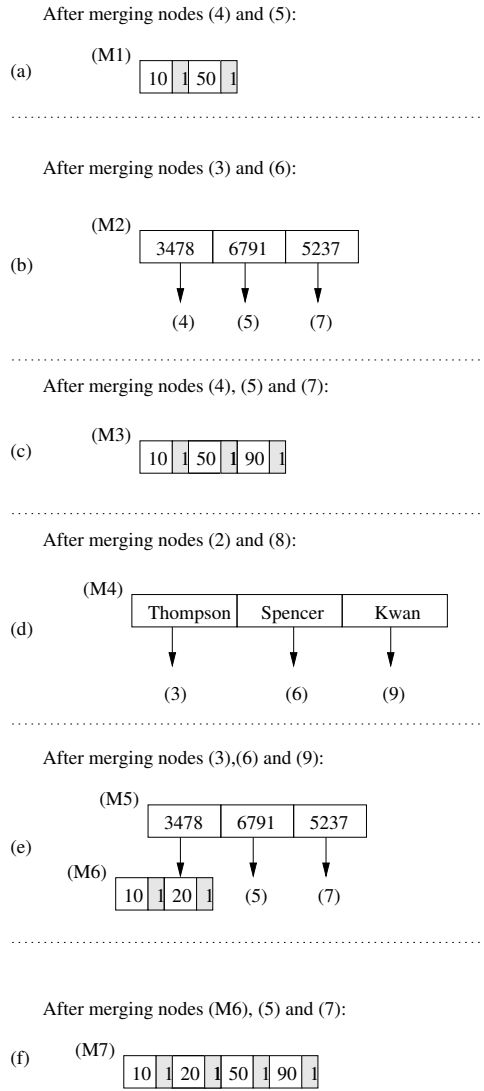 After merging nodes (4) and (5):
(M1)
(a) 10 1 50 1
After merging nodes (3) and (6):
(M2)
3478 6791 5237
(b)
(4) (5) (7)
After merging nodes (4), (5) and (7):
(M3)
(c) 10 1 50 1 90 1
After merging nodes (2) and (8):
(M4)
Thompson Spencer Kwan
(d)
(3) (6) (9)
After merging nodes (3),(6) and (9):
(M5)
3478 6791 5237
(e)
(M6)
10 1 20 1 (5) (7)
After merging nodes (M6), (5) and (7):
(f) (M7)
10 1 20 1 50 1 90 1